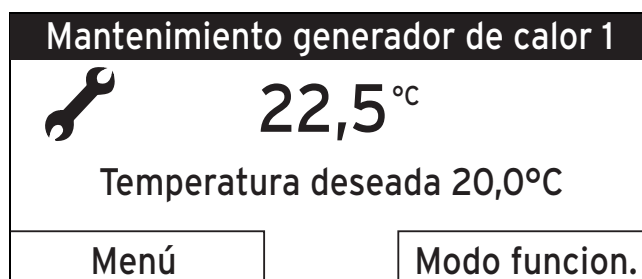 Mantenimiento generador de calor 1
22,5 °C
Temperatura deseada 20,0°C
Menú Modo funcion.